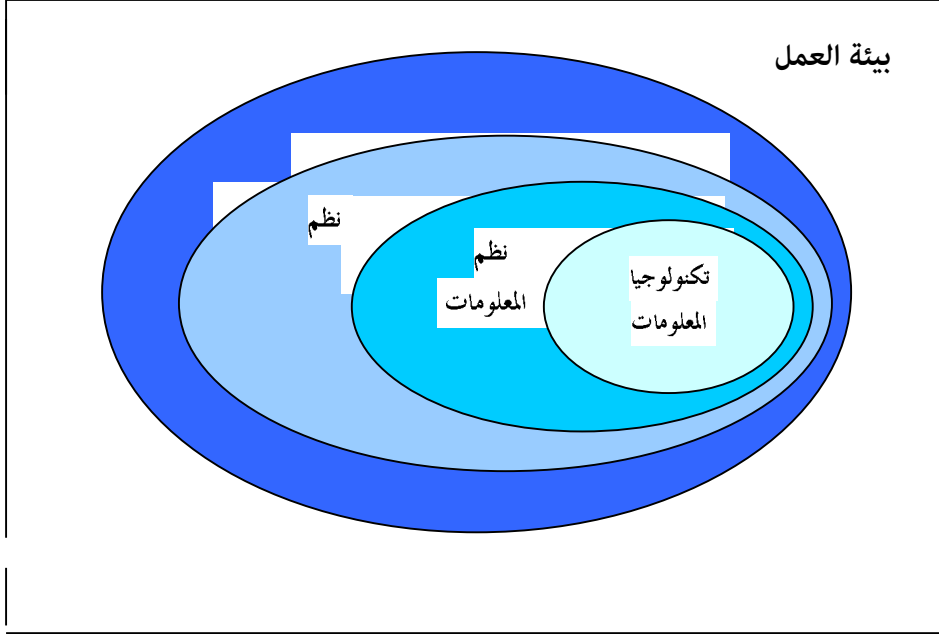 بيئة العمل
نظم
نظم
المعلومات
تكنولوجيا
المعلومات